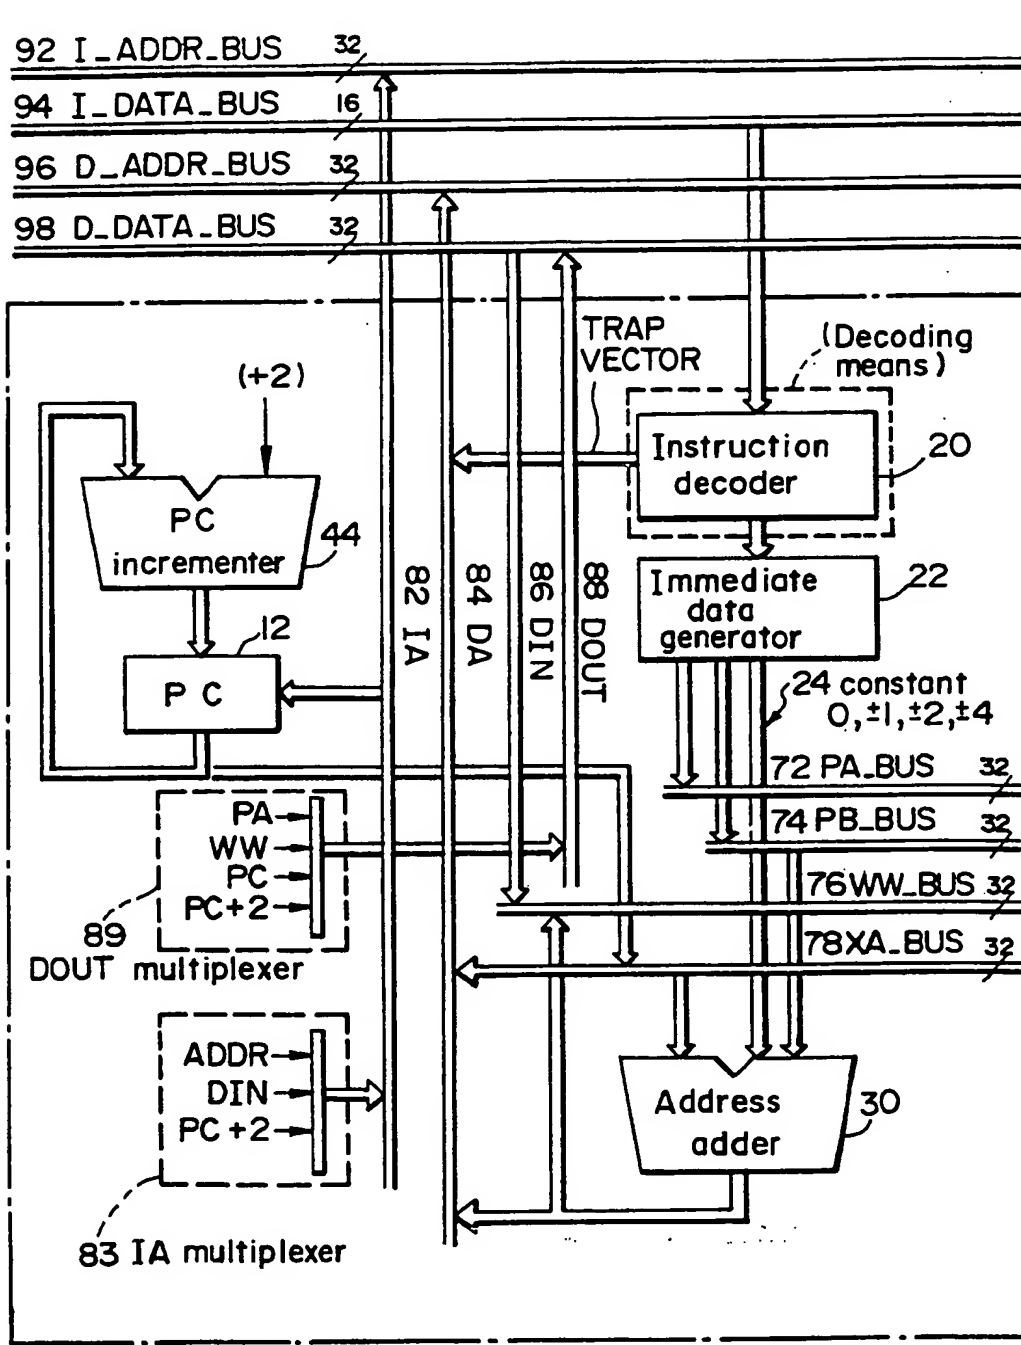 92 I_ADDR_BUS 32
94 I_DATA_BUS 16
96 D_ADDR_BUS 32
98 D_DATA_BUS 32
TRAP
VECTOR
(Decoding
means)
(+2)
Instruction
decoder
20
PC
incrementer
44
Immediate
data
generator
22
82 IA
84 DA
86 DIN
88 DOUT
12
PC
24 constant
0,±1,±2,±4
72 PA_BUS 32
74 PB_BUS 32
76 WW_BUS 32
78 XA_BUS 32
PA
WW
PC
PC+2
89
DOUT multiplexer
ADDR
DIN
PC+2
83 IA multiplexer
Address
adder
30